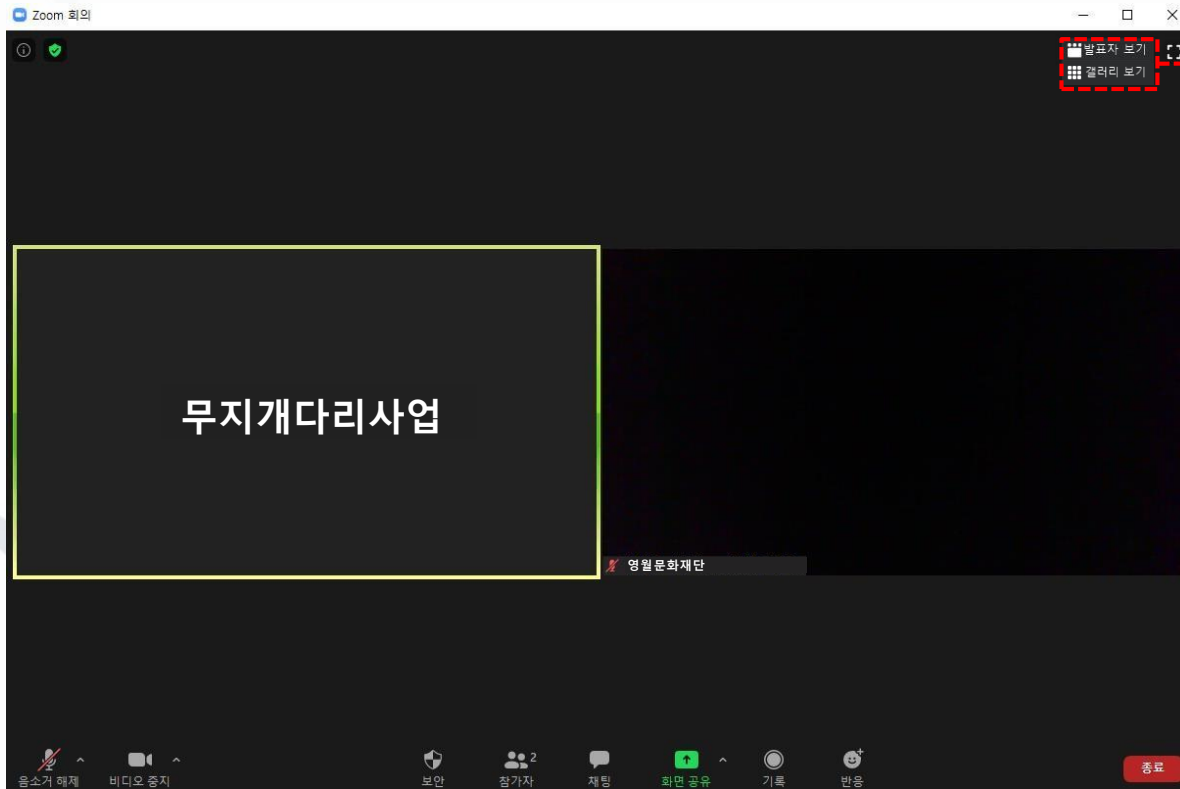 Zoom 회의
발표자 보기
갤러리 보기
무지개다리사업
영월문화재단
2
음소거 해제
비디오 중지
보안
참가자
채팅
화면 공유
기록
반응
종료